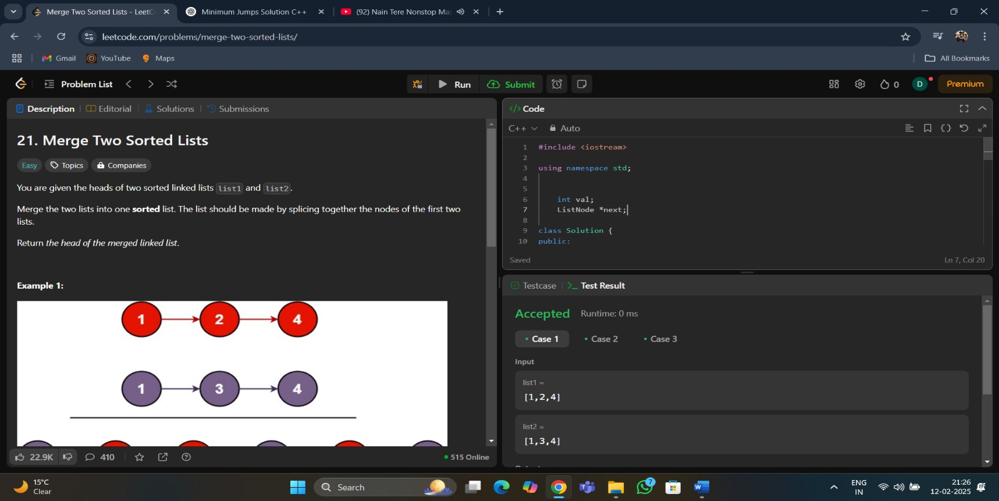 Merge Two Sorted Lists - LeetC
Minimum Jumps Solution C++
(92) Nain Tere Nonstop Mas
leetcode.com/problems/merge-two-sorted-lists/
Gmail
YouTube
Maps
All Bookmarks
Problem List
Run
Submit
0
D
Premium
Description
Editorial
Solutions
Submissions
21. Merge Two Sorted Lists
Easy
Topics
Companies
You are given the heads of two sorted linked lists list1 and list2.
Merge the two lists into one sorted list. The list should be made by splicing together the nodes of the first two
lists.
Return the head of the merged linked list.
Example 1:
1 2 4
1 3 4
22.9K
410
515 Online
</> Code
C++
Auto
1 #include <iostream>
2
3 using namespace std;
4
5
6 int val;
7 ListNode *next;
8
9 class Solution {
10 public:
Saved
Ln 7, Col 20
Testcase
>_ Test Result
Accepted Runtime: 0 ms
Case 1
Case 2
Case 3
Input
list1 =
[1,2,4]
list2 =
[1,3,4]
15°C
Clear
Search
7
ENG
IN
21:26
12-02-2025